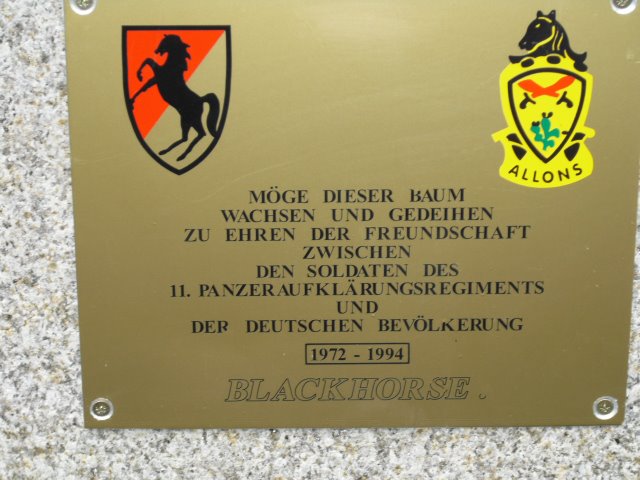 ALLONS
MÖGE DIESER BAUM
WACHSEN UND GEDEIHEN
ZU EHREN DER FREUNDSCHAFT
ZWISCHEN
DEN SOLDATEN DES
11. PANZERAUFKLÄRUNGSREGIMENTS
UND
DER DEUTSCHEN BEVÖLKERUNG
1972 - 1994
BLACKHORSE .